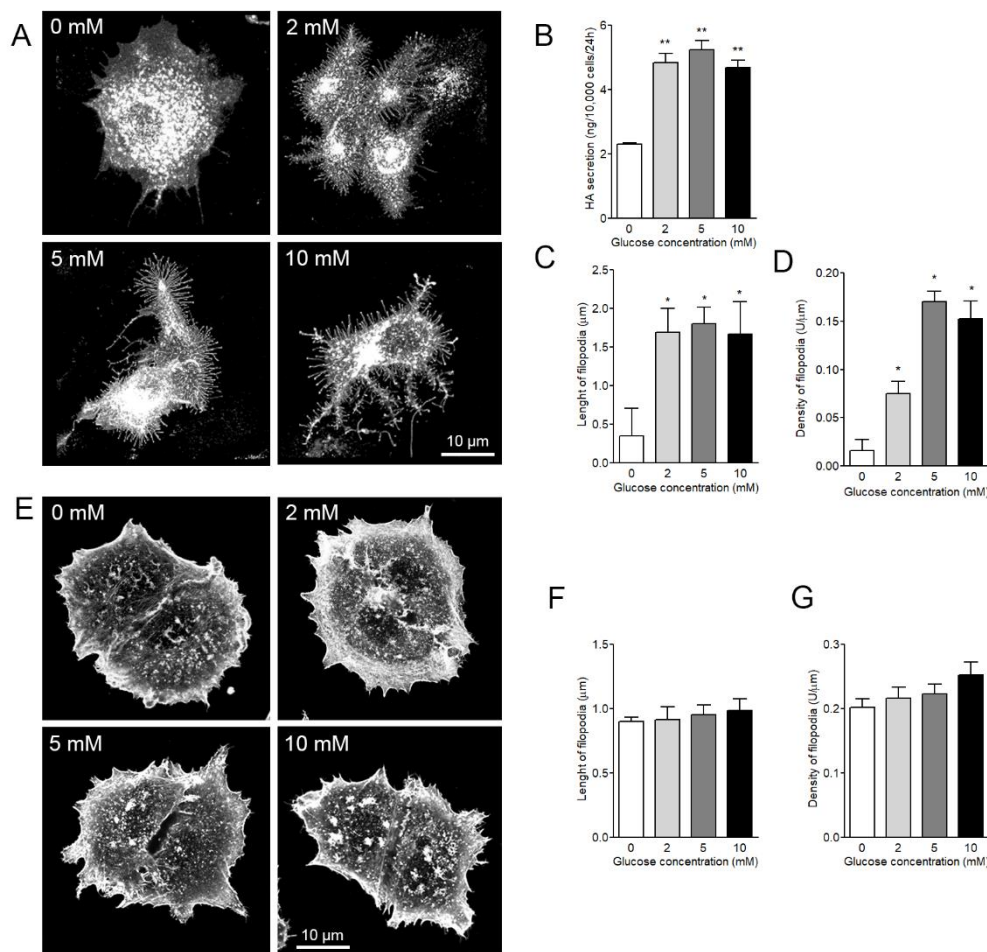 A
0 mM
2 mM
5 mM
10 mM
10 µm
B
HA secretion (ng/10,000 cells/24h)
6
4
2
0
**
**
**
0 2 5 10
Glucose concentration (mM)
C
Lenght of filopodia (µm)
2.5
2.0
1.5
1.0
0.5
0.0
*
*
*
0 2 5 10
Glucose concentration (mM)
D
Density of filopodia (U/µm)
0.20
0.15
0.10
0.05
0.00
*
*
*
0 2 5 10
Glucose concentration (mM)
E
0 mM
2 mM
5 mM
10 mM
10 µm
F
Lenght of filopodia (µm)
1.5
1.0
0.5
0.0
0 2 5 10
Glucose concentration (mM)
G
Density of filopodia (U/µm)
0.3
0.2
0.1
0.0
0 2 5 10
Glucose concentration (mM)